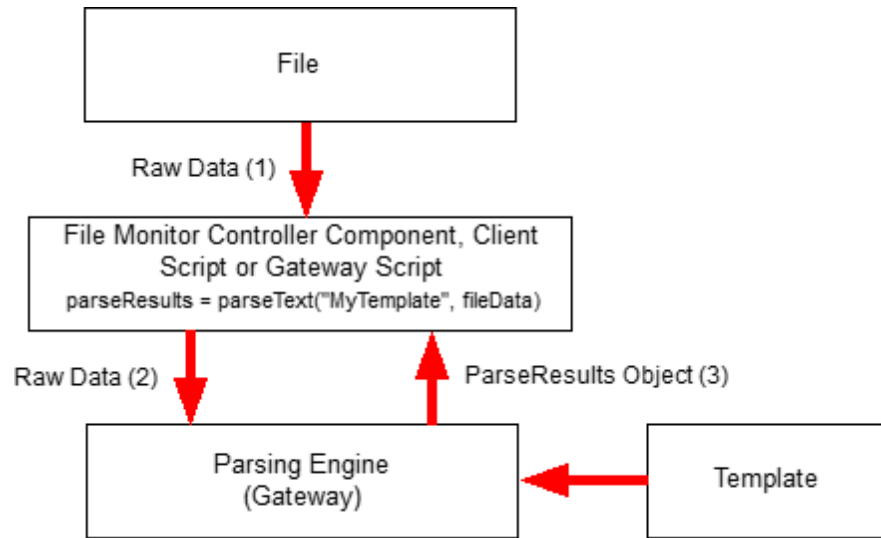 File
Raw Data (1)
File Monitor Controller Component, Client
Script or Gateway Script
parseResults = parseText("MyTemplate", fileData)
Raw Data (2)
ParseResults Object (3)
Parsing Engine
(Gateway)
Template